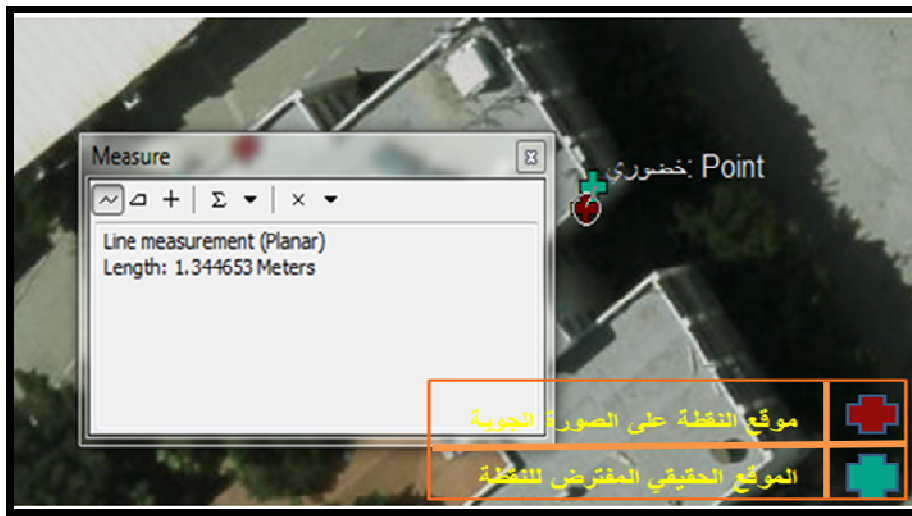 Measure
Line measurement (Planar)
Length: 1.344653 Meters
خضوري: Point
موقع النقطة على الصورة الجوية
الموقع الحقيقي المفترض للنقطة